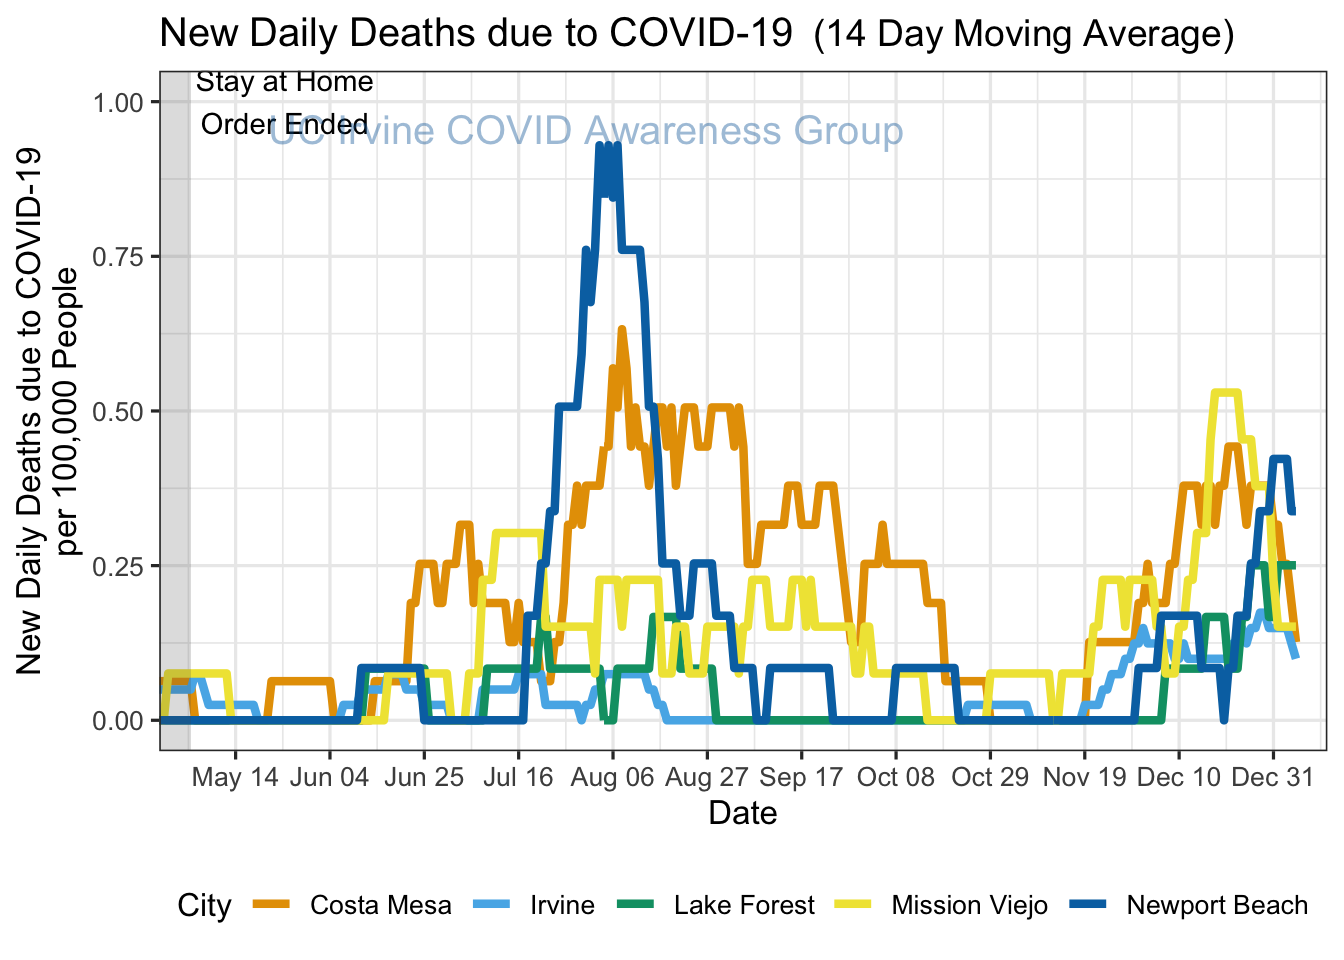 New Daily Deaths due to COVID-19 (14 Day Moving Average)
Stay at Home
Order Ended
UC Irvine COVID Awareness Group
New Daily Deaths due to COVID-19
per 100,000 People
1.00
0.75
0.50
0.25
0.00
May 14 Jun 04 Jun 25 Jul 16 Aug 06 Aug 27 Sep 17 Oct 08 Oct 29 Nov 19 Dec 10 Dec 31
Date
City Costa Mesa Irvine Lake Forest Mission Viejo Newport Beach